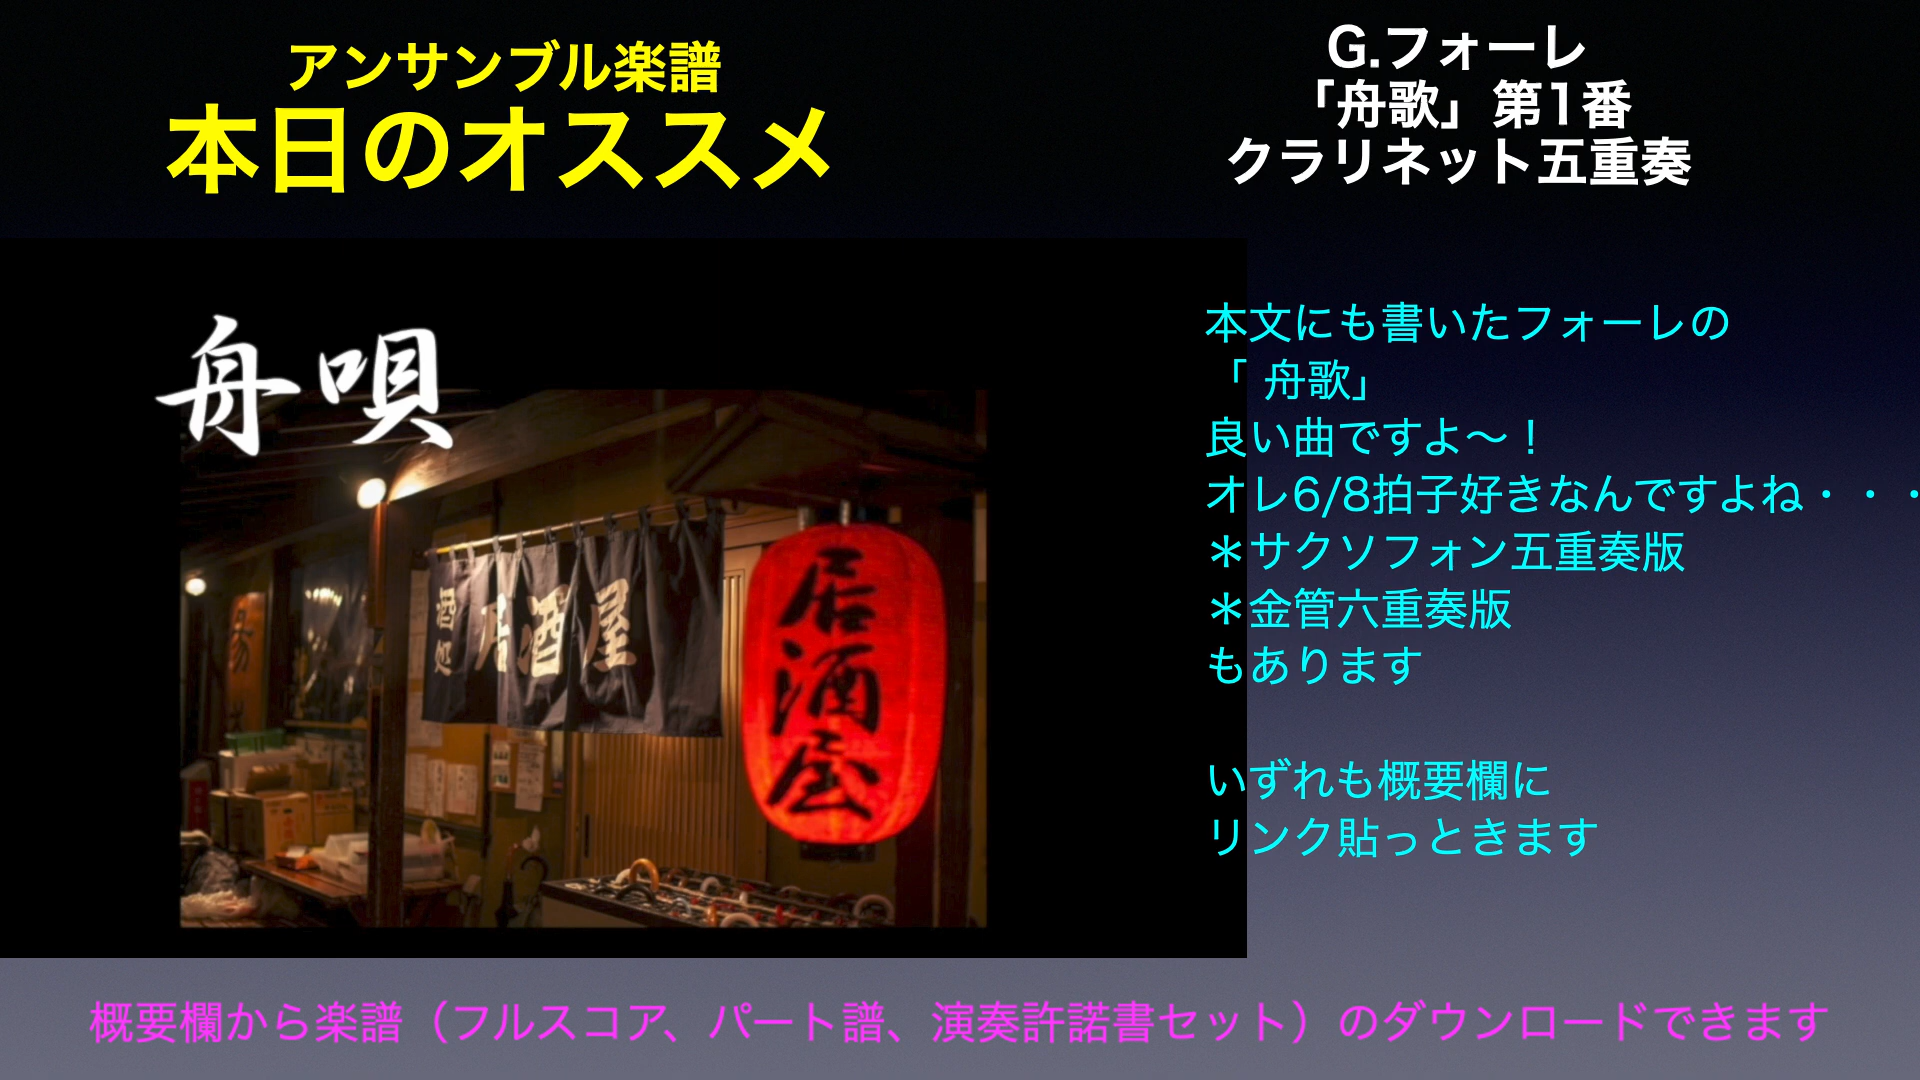 アンサンブル楽譜
本日のオススメ
G.フォーレ
「舟歌」第1番
クラリネット五重奏
舟唄
酒処
居酒屋
居酒屋
本文にも書いたフォーレの
「 舟歌」
良い曲ですよ〜！
オレ6/8拍子好きなんですよね・・・
＊サクソフォン五重奏版
＊金管六重奏版
もあります
いずれも概要欄に
リンク貼っときます
概要欄から楽譜（フルスコア、パート譜、演奏許諾書セット）のダウンロードできます